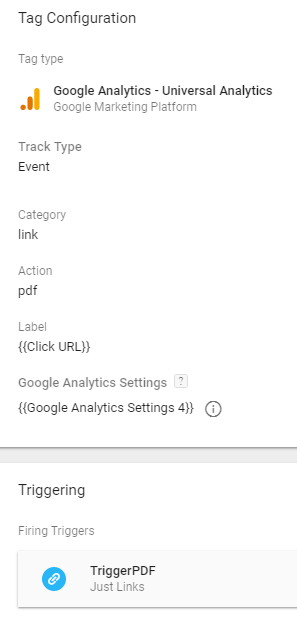 Tag Configuration
Tag type
Google Analytics - Universal Analytics
Google Marketing Platform
Track Type
Event
Category
link
Action
pdf
Label
{{Click URL}}
Google Analytics Settings ?
{{Google Analytics Settings 4}}
Triggering
Firing Triggers
TriggerPDF
Just Links